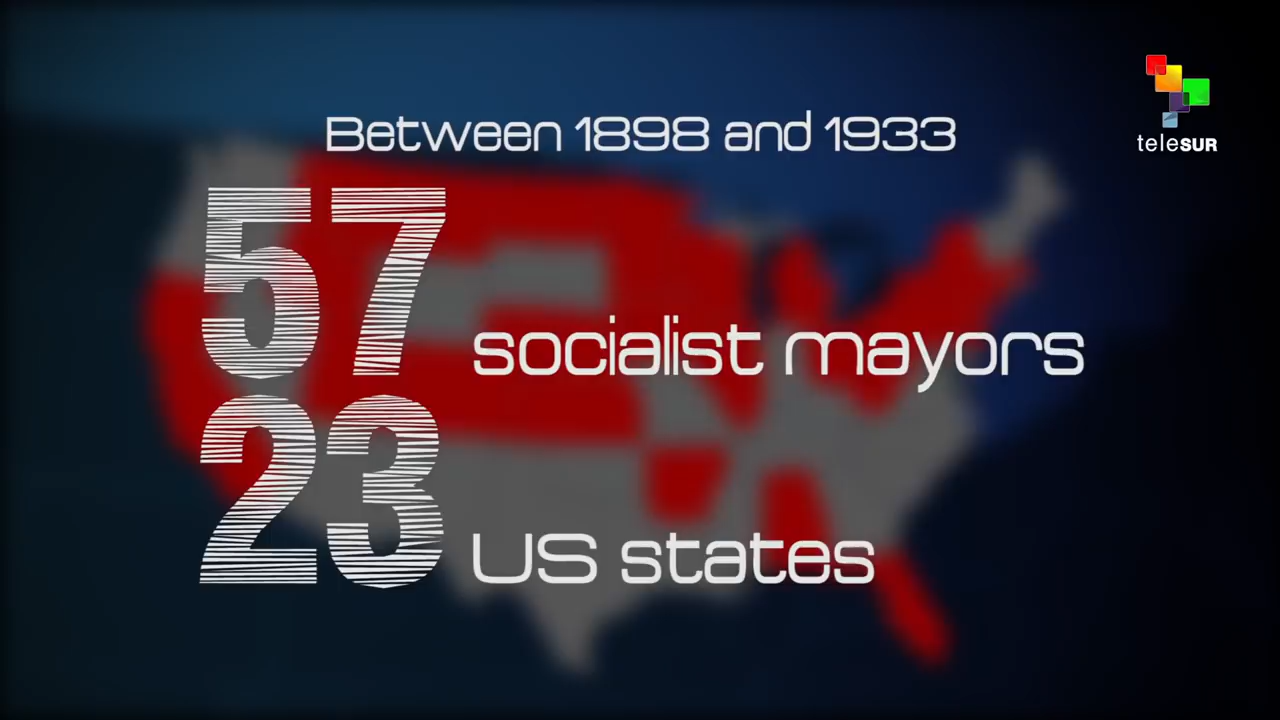 Between 1898 and 1933
teleSUR
57 socialist mayors
23 US states